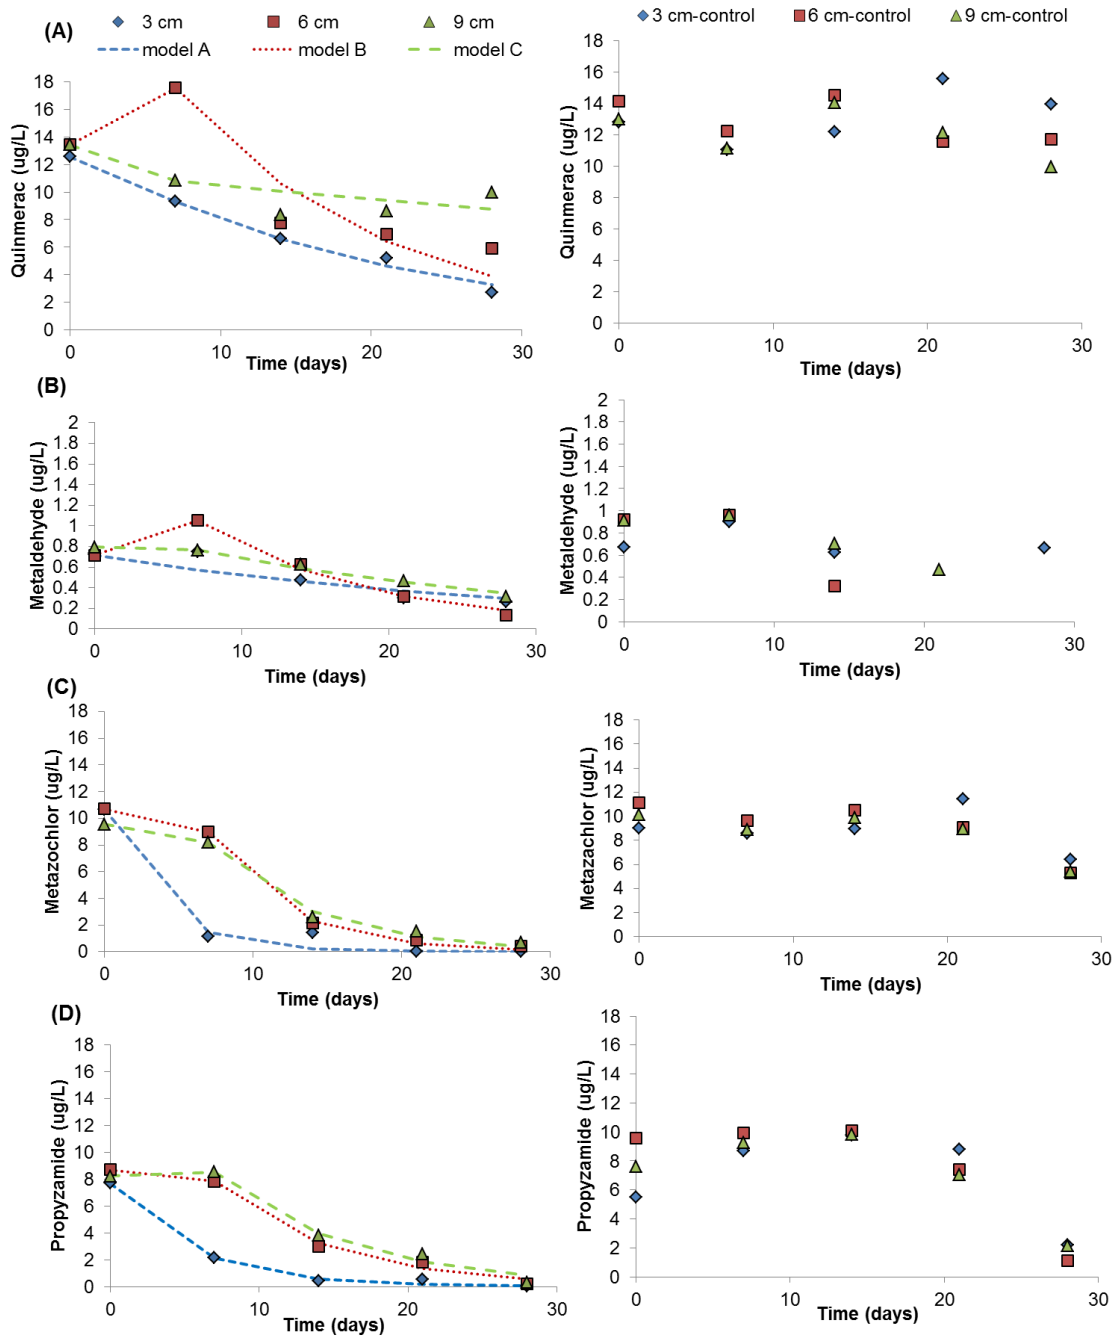 (A) 3 cm 6 cm 9 cm
model A model B model C
3 cm-control 6 cm-control 9 cm-control
Quinmerac (ug/L)
18
16
14
12
10
8
6
4
2
0
0 10 20 30
Time (days)
Quinmerac (ug/L)
18
16
14
12
10
8
6
4
2
0
0 10 20 30
Time (days)
(B)
Metaldehyde (ug/L)
2
1.8
1.6
1.4
1.2
1
0.8
0.6
0.4
0.2
0
0 10 20 30
Time (days)
Metaldehyde (ug/L)
2
1.8
1.6
1.4
1.2
1
0.8
0.6
0.4
0.2
0
0 10 20 30
Time (days)
(C)
Metazochlor (ug/L)
18
16
14
12
10
8
6
4
2
0
0 10 20 30
Time (days)
Metazachlor (ug/L)
18
16
14
12
10
8
6
4
2
0
0 10 20 30
Time (days)
(D)
Propyzamide (ug/L)
18
16
14
12
10
8
6
4
2
0
0 10 20 30
Time (days)
Propyzamide (ug/L)
18
16
14
12
10
8
6
4
2
0
0 10 20 30
Time (days)